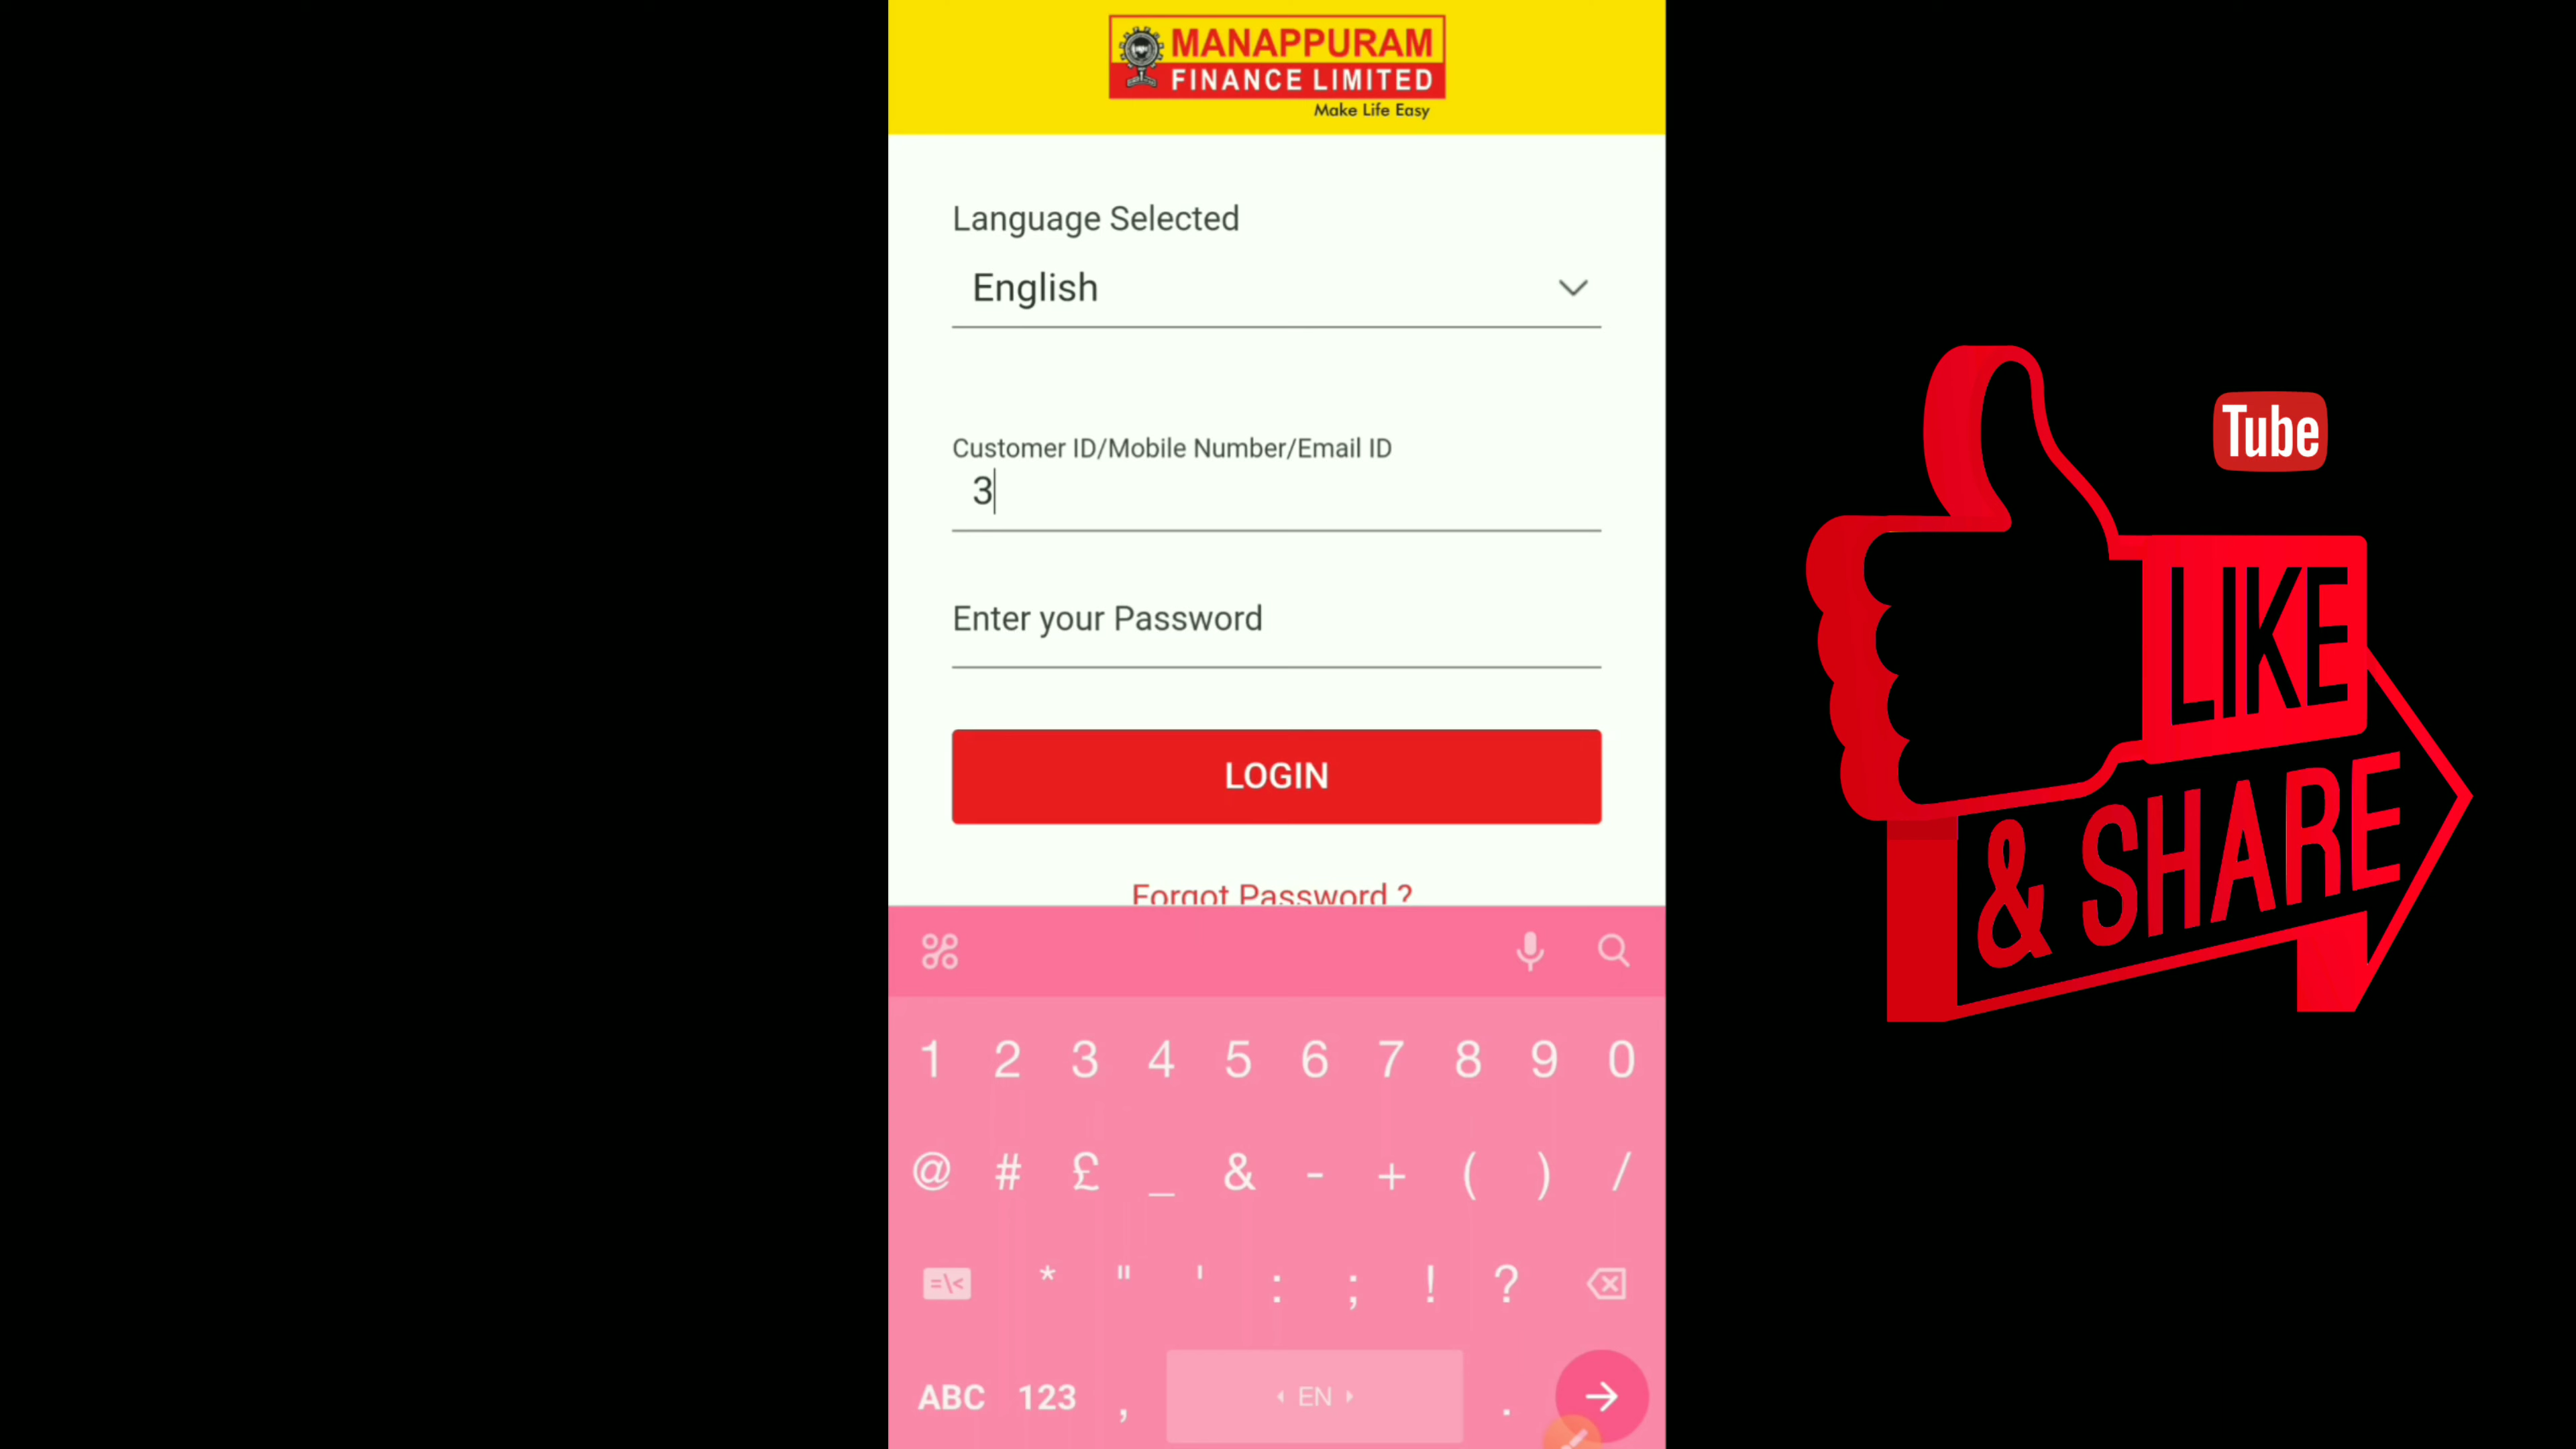 MANAPPURAM
FINANCE LIMITED
Make Life Easy
Language Selected
English
Customer ID/Mobile Number/Email ID
3
Enter your Password
LOGIN
Forgot Password ?
1 2 3 4 5 6 7 8 9 0
@ # £ _ & - + ( ) /
=\< * " ' : ; ! ?
ABC 123 , EN .
Tube
LIKE
& SHARE